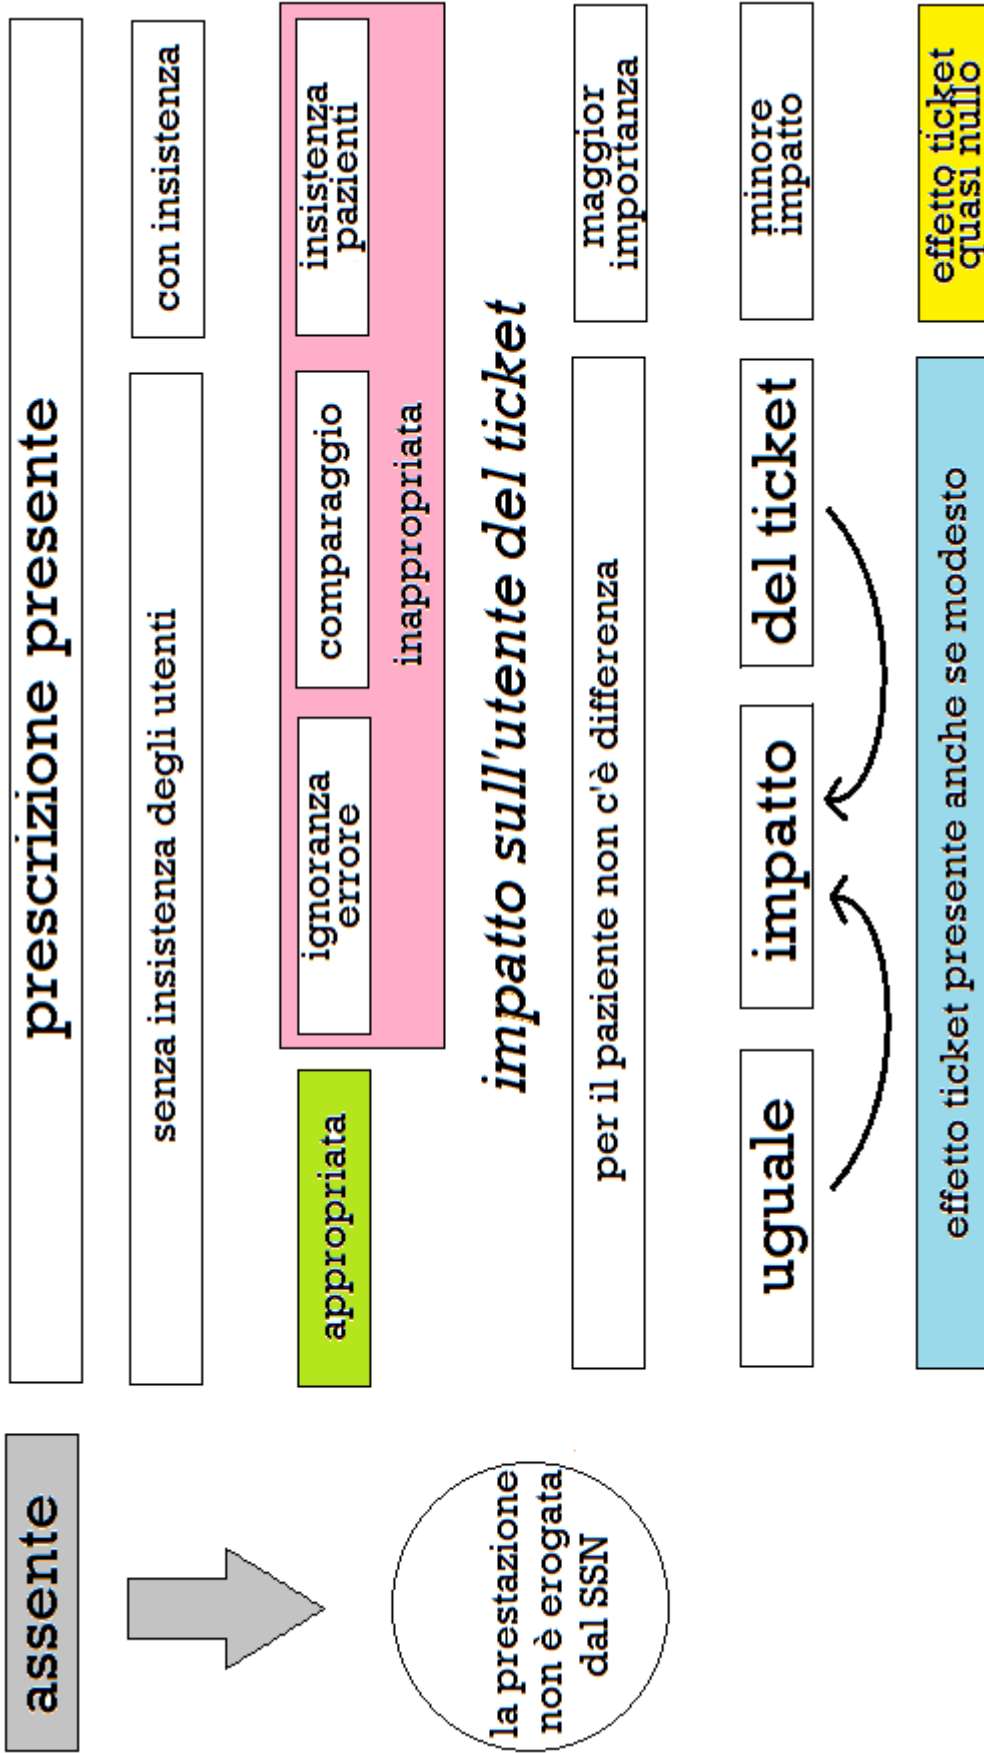 assente
prescrizione presente
senza insistenza degli utenti
con insistenza
appropriata
ignoranza
errore
comparaggio
insistenza
pazienti
inappropriata
la prestazione
non è erogata
dal SSN
impatto sull'utente del ticket
per il paziente non c'è differenza
maggior
importanza
uguale
impatto
del ticket
minore
impatto
effetto ticket presente anche se modesto
effetto ticket
quasi nullo